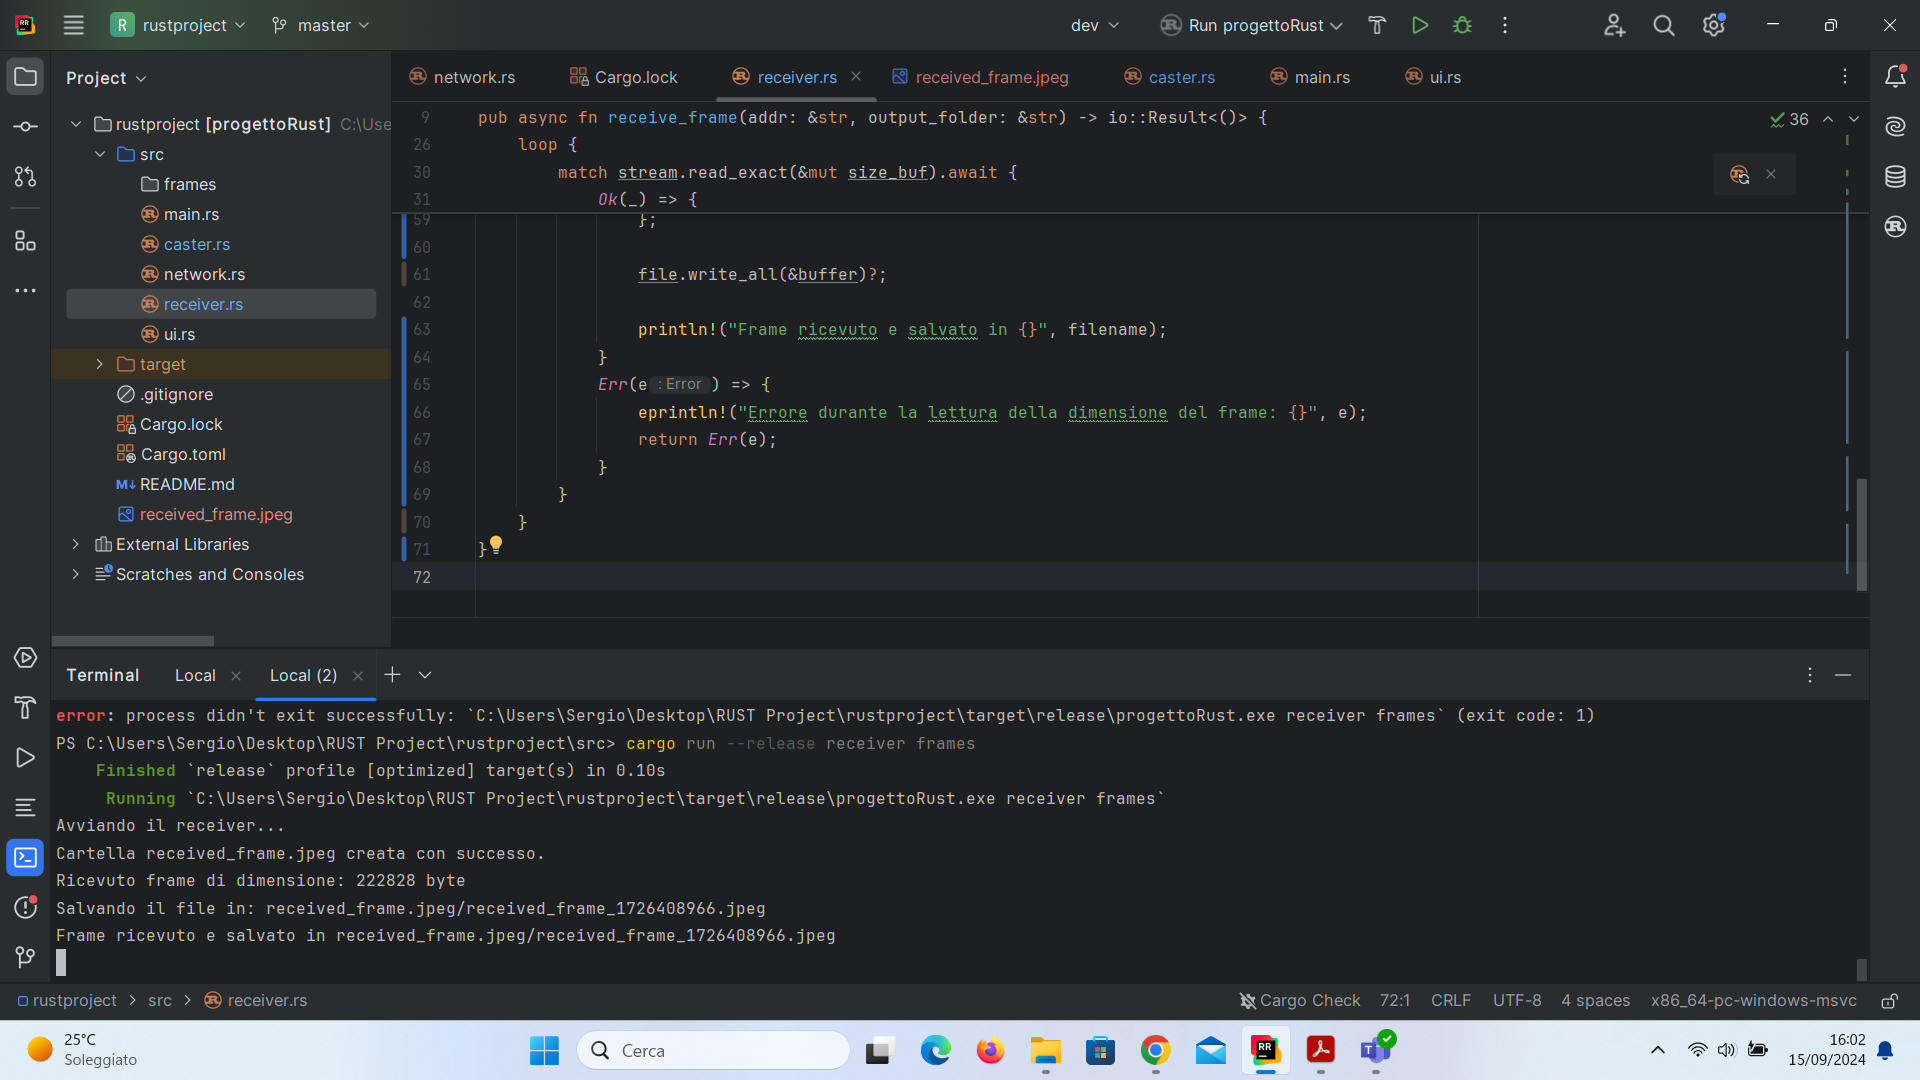 R rustproject master dev Run progettoRust
Project
rustproject [progettoRust] C:\Use
src
frames
main.rs
caster.rs
network.rs
receiver.rs
ui.rs
target
.gitignore
Cargo.lock
Cargo.toml
M↓ README.md
received_frame.jpeg
External Libraries
Scratches and Consoles
network.rs Cargo.lock receiver.rs received_frame.jpeg caster.rs main.rs ui.rs
36
9 pub async fn receive_frame(addr: &str, output_folder: &str) -> io::Result<()> {
26 loop {
30 match stream.read_exact(&mut size_buf).await {
31 Ok(_) => {
59 };
60
61 file.write_all(&buffer)?;
62
63 println!("Frame ricevuto e salvato in {}", filename);
64 }
65 Err(e : Error ) => {
66 eprintln!("Errore durante la lettura della dimensione del frame: {}", e);
67 return Err(e);
68 }
69 }
70 }
71 }
72
Terminal Local Local (2)
error: process didn't exit successfully: `C:\Users\Sergio\Desktop\RUST Project\rustproject\target\release\progettoRust.exe receiver frames` (exit code: 1)
PS C:\Users\Sergio\Desktop\RUST Project\rustproject\src> cargo run --release receiver frames
Finished `release` profile [optimized] target(s) in 0.10s
Running `C:\Users\Sergio\Desktop\RUST Project\rustproject\target\release\progettoRust.exe receiver frames`
Avviando il receiver...
Cartella received_frame.jpeg creata con successo.
Ricevuto frame di dimensione: 222828 byte
Salvando il file in: received_frame.jpeg/received_frame_1726408966.jpeg
Frame ricevuto e salvato in received_frame.jpeg/received_frame_1726408966.jpeg
rustproject > src > receiver.rs
Cargo Check 72:1 CRLF UTF-8 4 spaces x86_64-pc-windows-msvc
25°C
Soleggiato
Cerca
16:02
15/09/2024